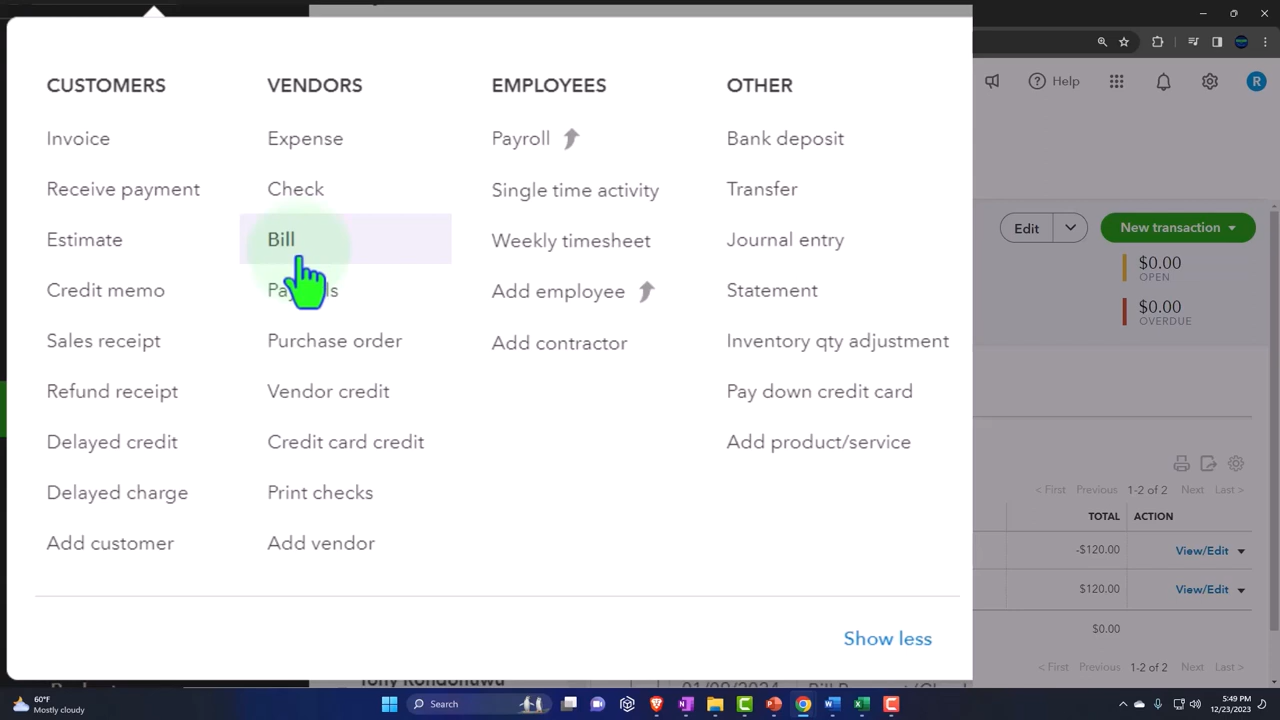 Help
CUSTOMERS
Invoice
Receive payment
Estimate
Credit memo
Sales receipt
Refund receipt
Delayed credit
Delayed charge
Add customer
VENDORS
Expense
Check
Bill
Purchase order
Vendor credit
Credit card credit
Print checks
Add vendor
EMPLOYEES
Payroll
Single time activity
Weekly timesheet
Add employee
Add contractor
OTHER
Bank deposit
Transfer
Journal entry
Statement
Inventory qty adjustment
Pay down credit card
Add product/service
Show less
R
Edit
New transaction
$0.00
OPEN
$0.00
OVERDUE
< First Previous 1-2 of 2 Next Last >
TOTAL ACTION
-$120.00 View/Edit
$120.00 View/Edit
$0.00
< First Previous 1-2 of 2 Next Last >
60°F
Mostly cloudy
Search
5:49 PM
12/23/2023